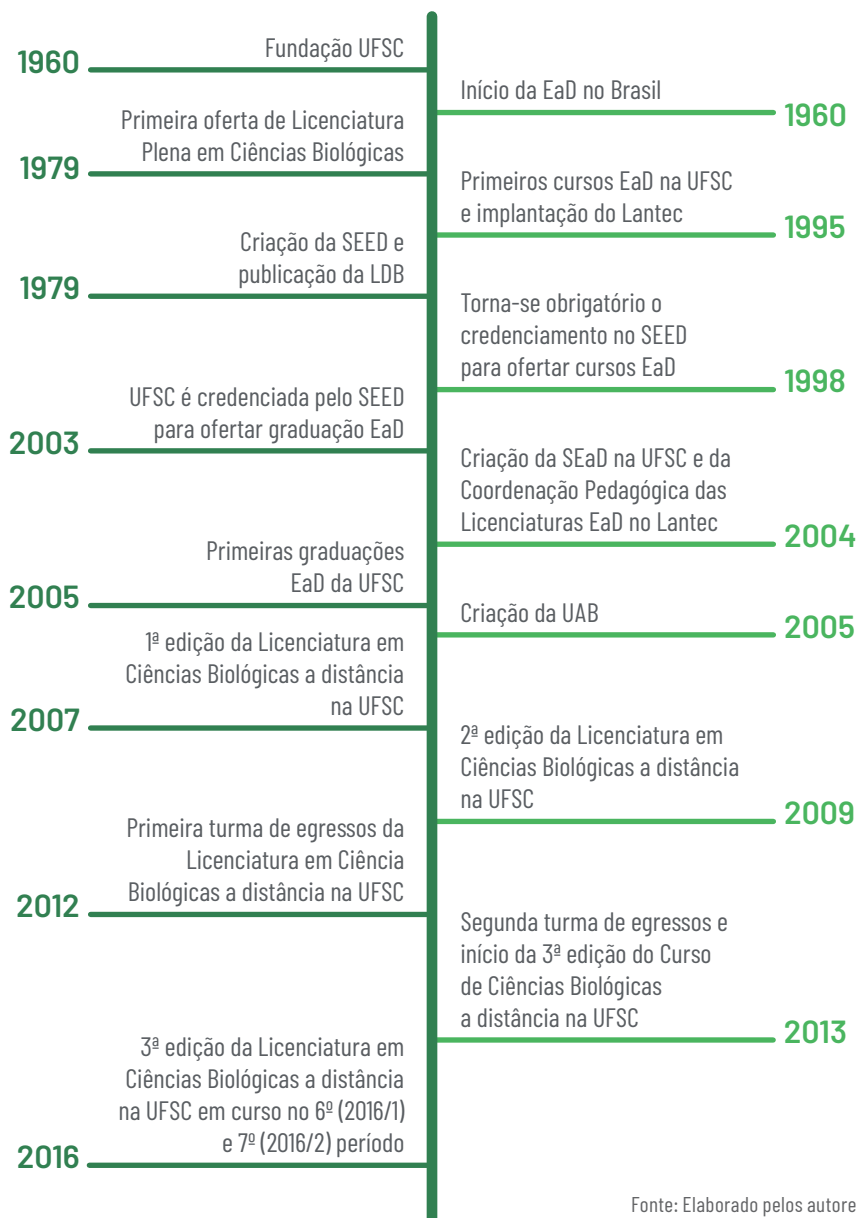 Fundação UFSC
1960
Início da EaD no Brasil
1960
Primeira oferta de Licenciatura
Plena em Ciências Biológicas
1979
Primeiros cursos EaD na UFSC
e implantação do Lantec
1995
Criação da SEED e
publicação da LDB
1979
Torna-se obrigatório o
credenciamento no SEED
para ofertar cursos EaD
1998
UFSC é credenciada pelo SEED
para ofertar graduação EaD
2003
Criação da SEaD na UFSC e da
Coordenação Pedagógica das
Licenciaturas EaD no Lantec
2004
Primeiras graduações
EaD da UFSC
2005
Criação da UAB
2005
1ª edição da Licenciatura em
Ciências Biológicas a distância
na UFSC
2007
2ª edição da Licenciatura em
Ciências Biológicas a distância
na UFSC
2009
Primeira turma de egressos da
Licenciatura em Ciência
Biológicas a distância na UFSC
2012
Segunda turma de egressos e
início da 3ª edição do Curso
de Ciências Biológicas
a distância na UFSC
2013
3ª edição da Licenciatura em
Ciências Biológicas a distância
na UFSC em curso no 6º (2016/1)
e 7º (2016/2) período
2016
Fonte: Elaborado pelos autore